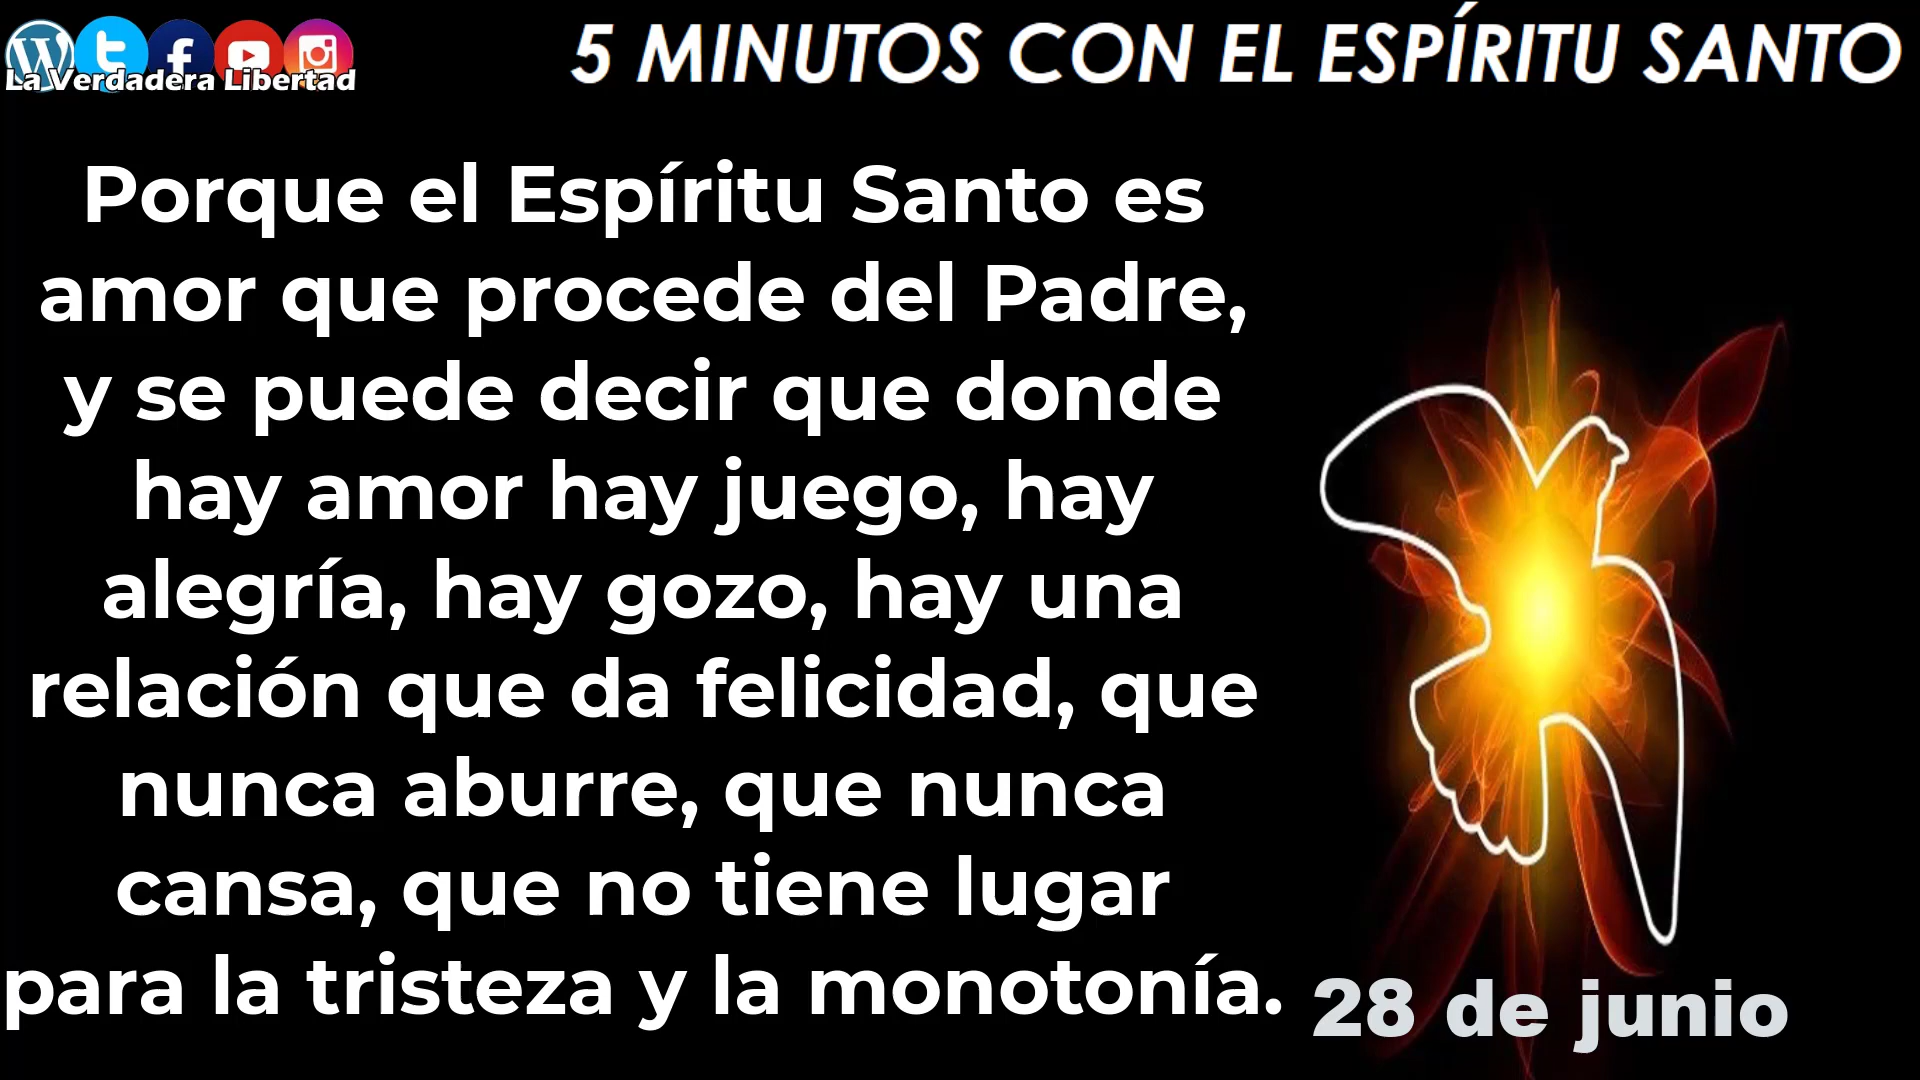 La Verdadera Libertad
5 MINUTOS CON EL ESPÍRITU SANTO
Porque el Espíritu Santo es
amor que procede del Padre,
y se puede decir que donde
hay amor hay juego, hay
alegría, hay gozo, hay una
relación que da felicidad, que
nunca aburre, que nunca
cansa, que no tiene lugar
para la tristeza y la monotonía.
28 de junio